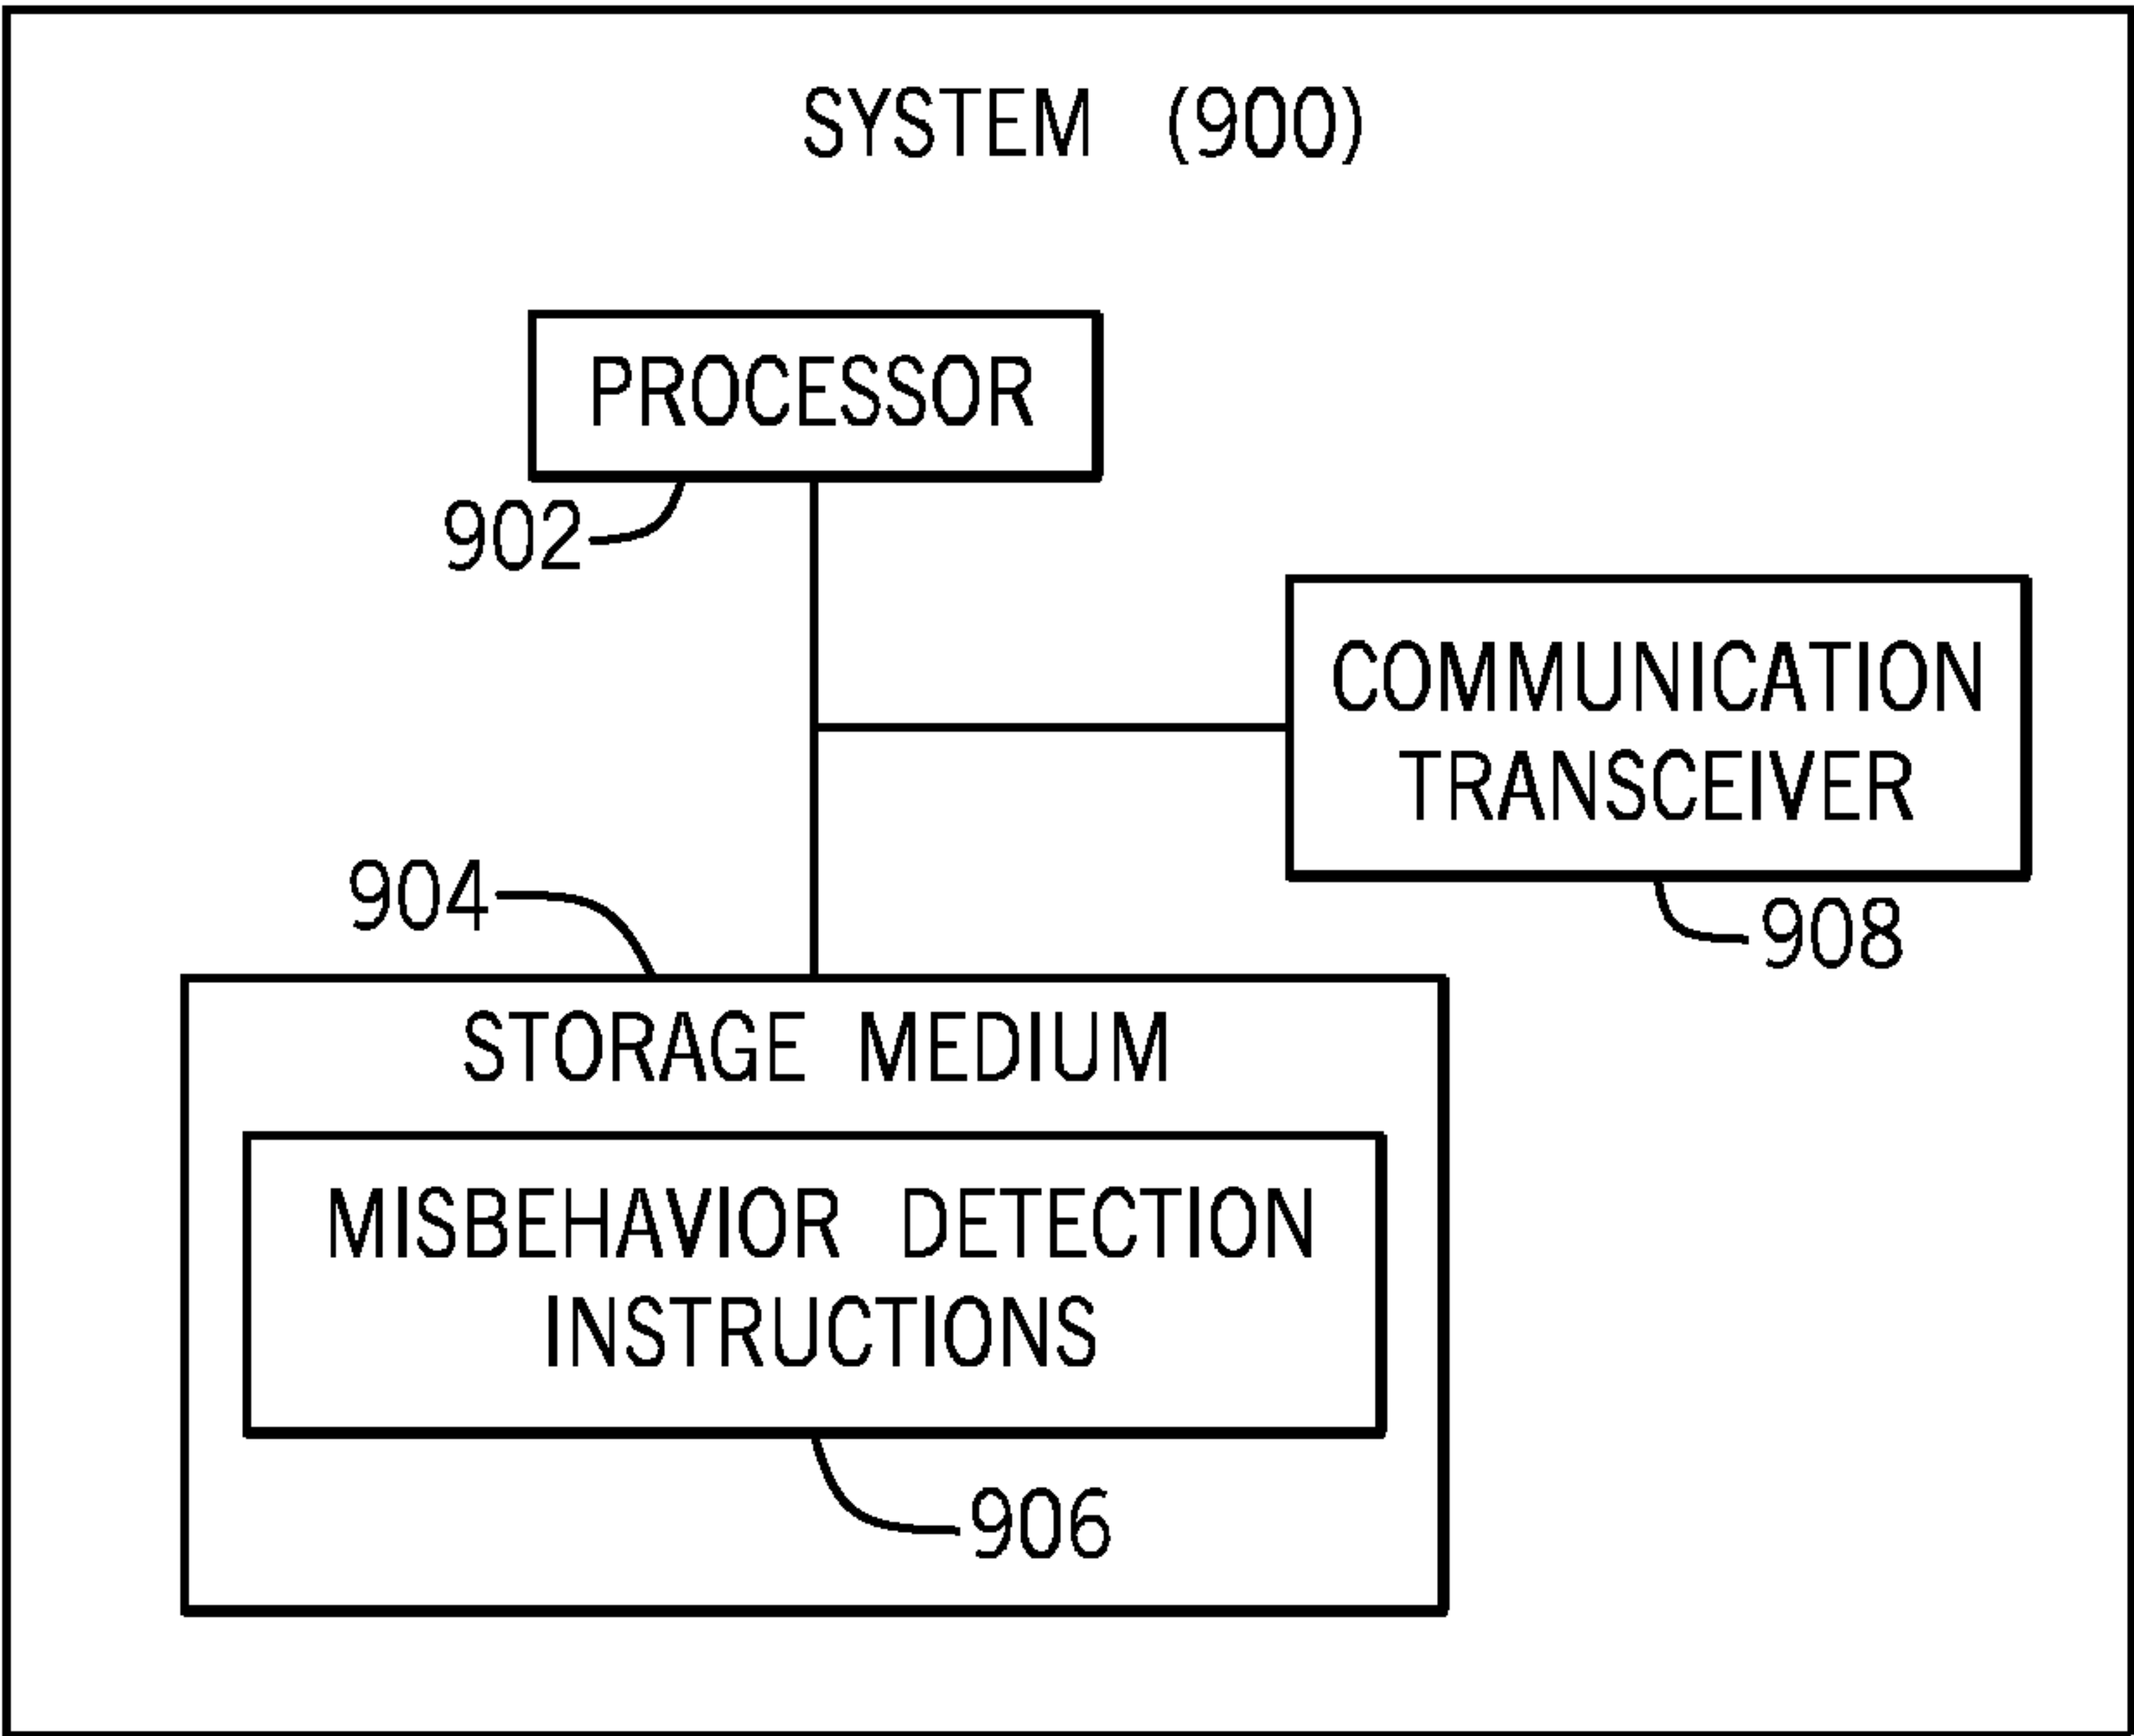 SYSTEM (900)
PROCESSOR
902
COMMUNICATION
TRANSCEIVER
904
908
STORAGE MEDIUM
MISBEHAVIOR DETECTION
INSTRUCTIONS
906